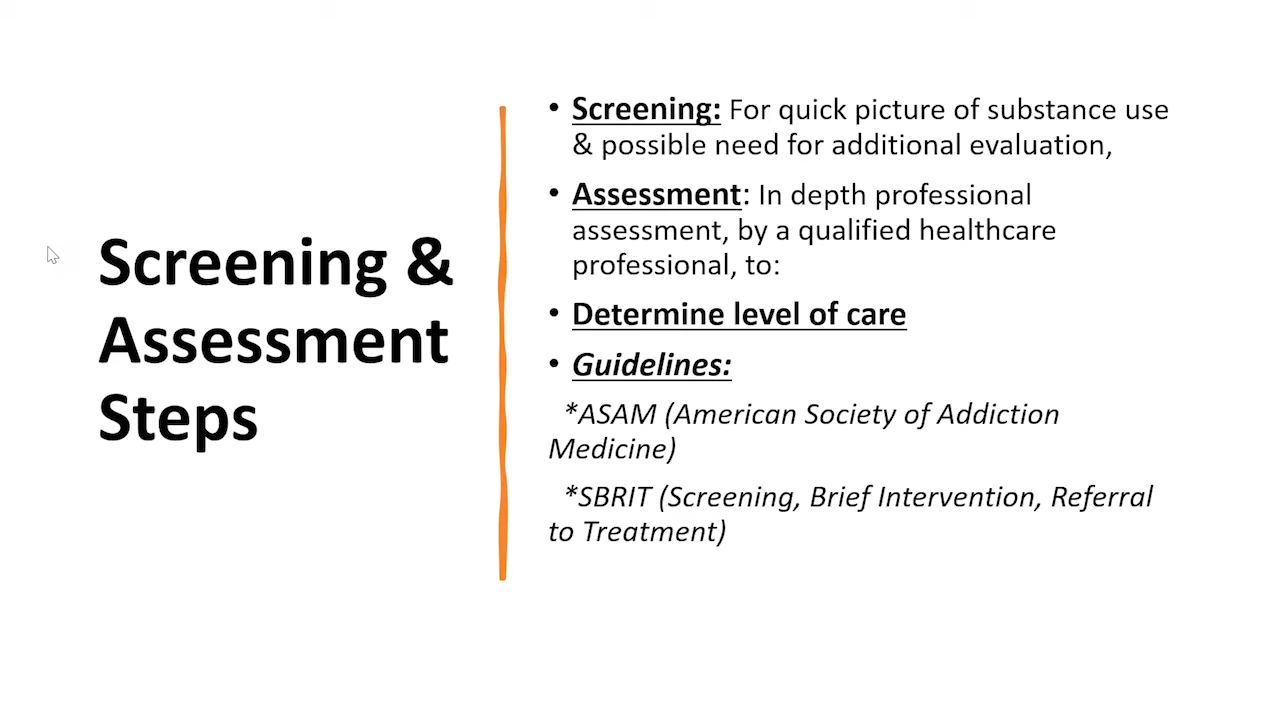 Screening &
Assessment
Steps
• Screening: For quick picture of substance use
& possible need for additional evaluation,
• Assessment: In depth professional
assessment, by a qualified healthcare
professional, to:
• Determine level of care
• Guidelines:
*ASAM (American Society of Addiction
Medicine)
*SBRIT (Screening, Brief Intervention, Referral
to Treatment)